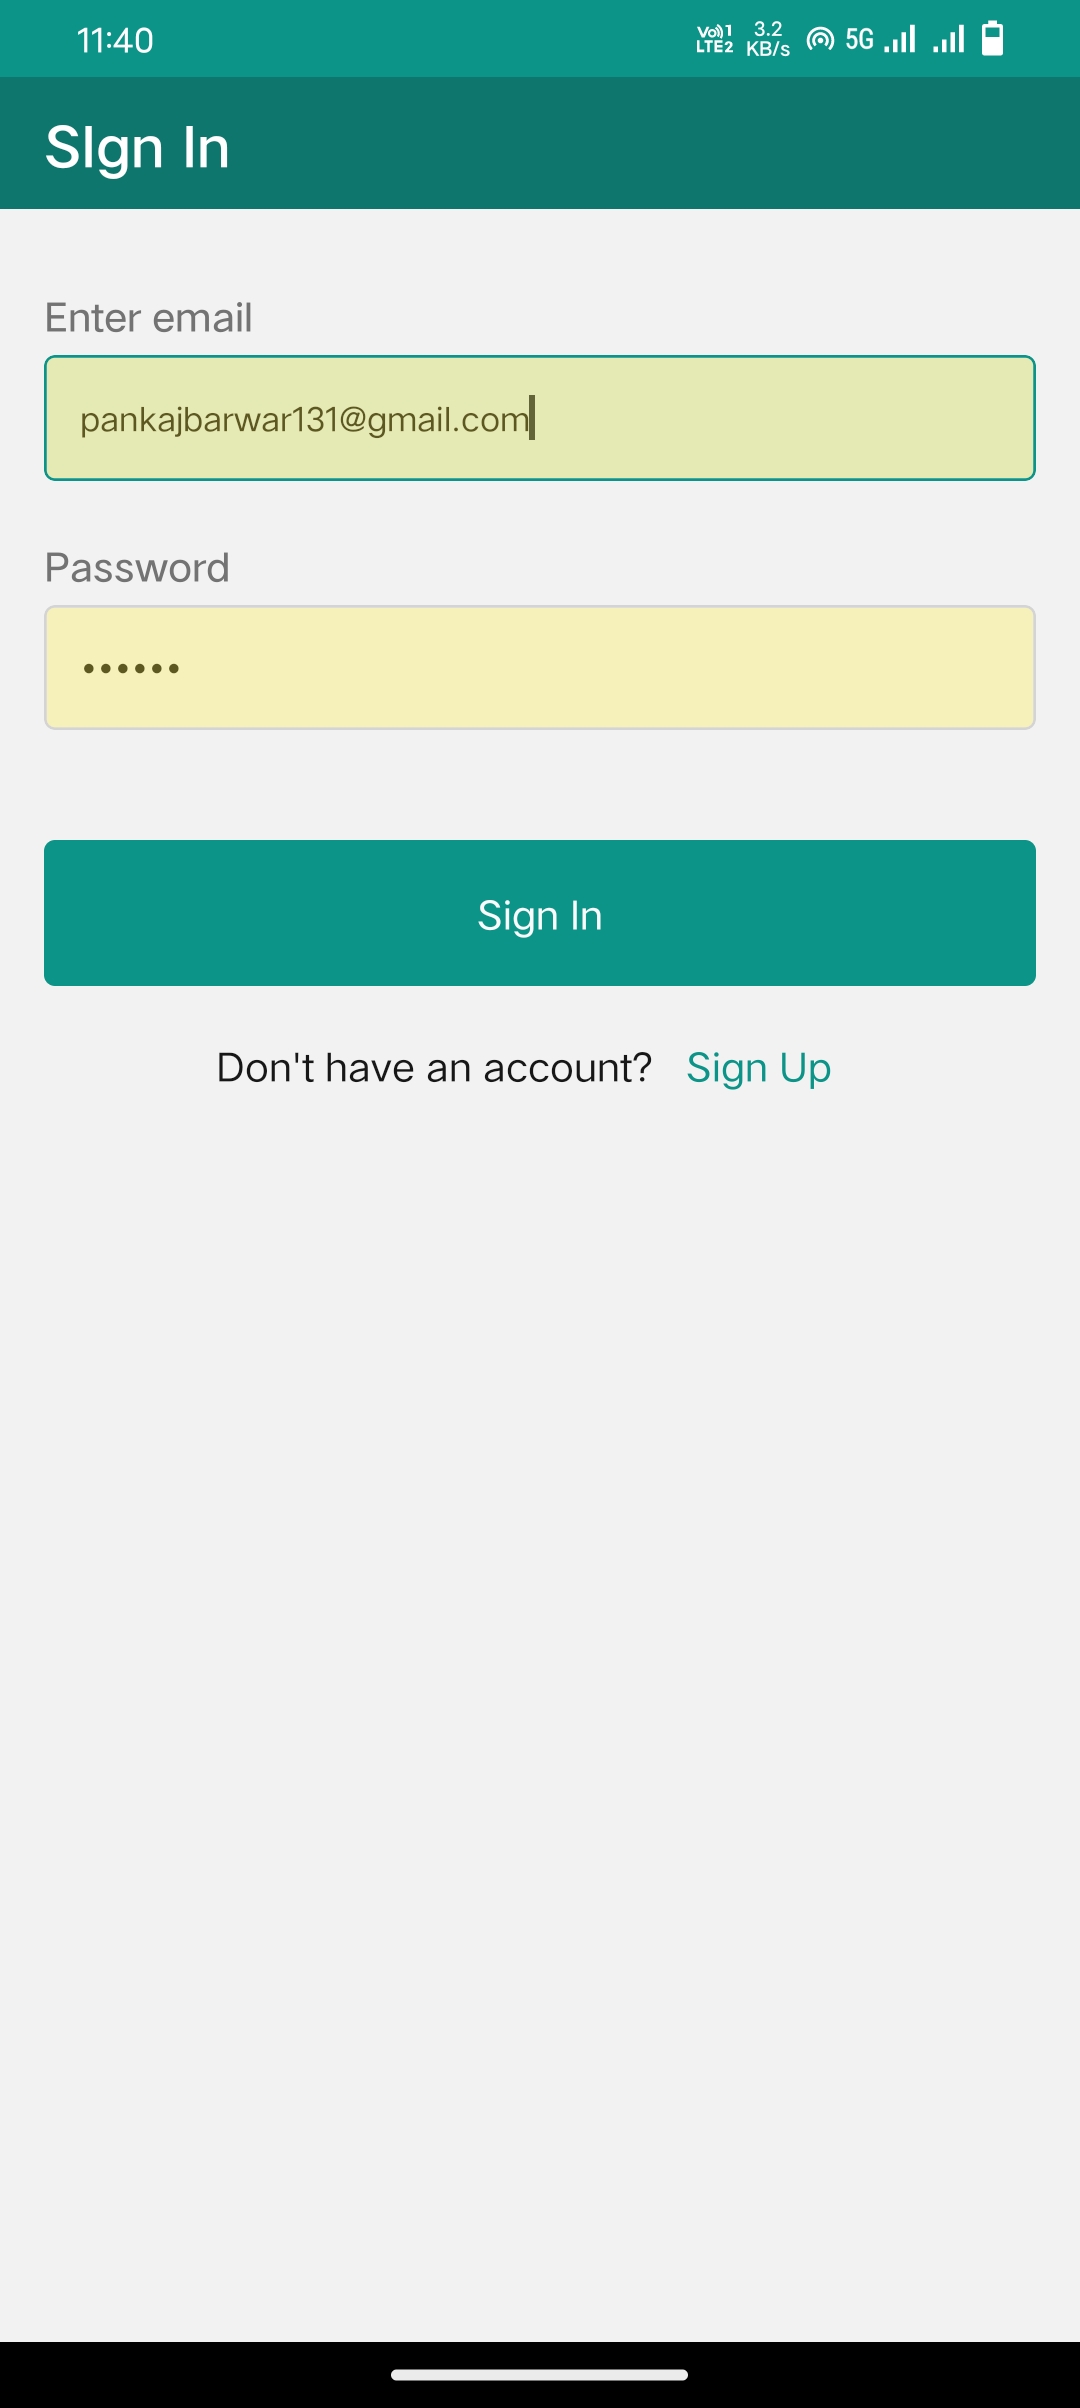 11:40 Vo)) 1 LTE2 3.2 KB/s 5G
SIgn In
Enter email
pankajbarwar131@gmail.com
Password
••••••
Sign In
Don't have an account? Sign Up